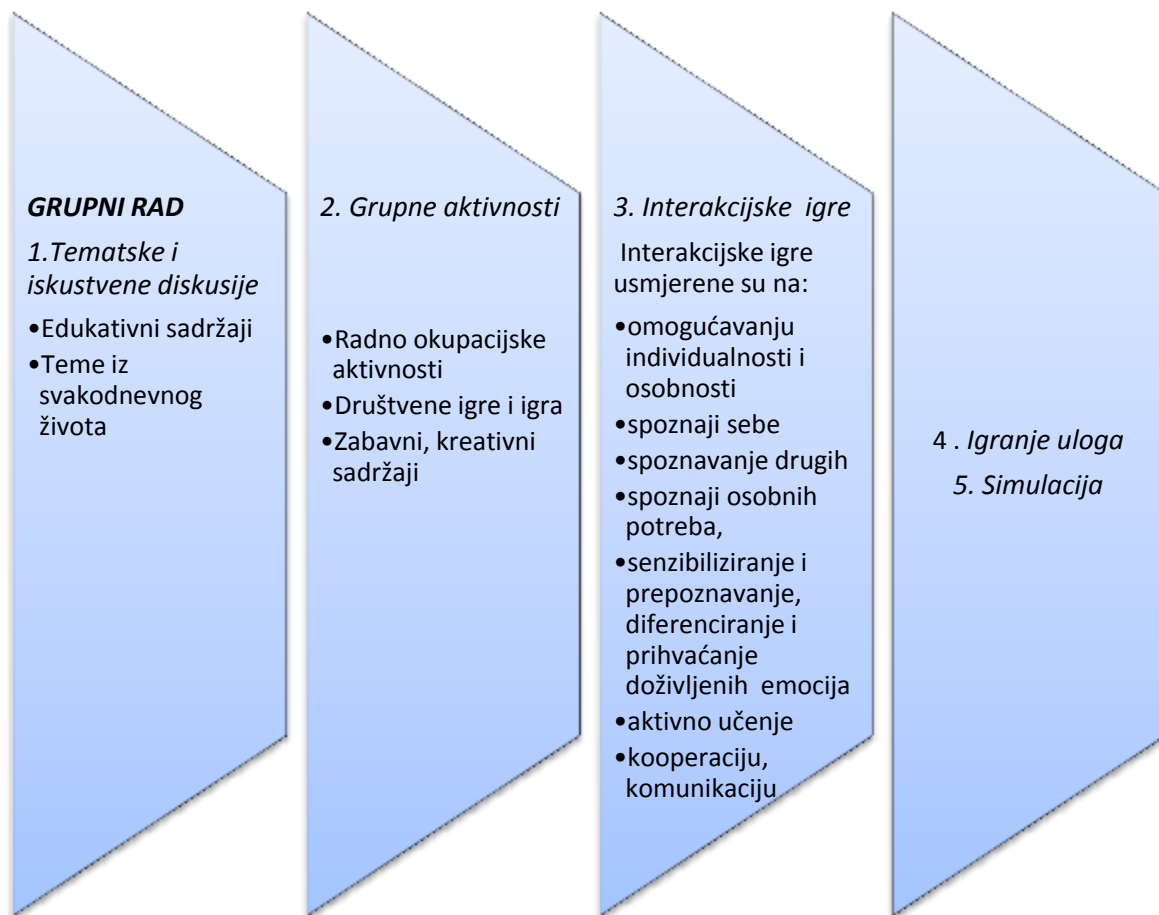 GRUPNI RAD
1.Tematske i
iskustvene diskusije
•Edukativni sadržaji
•Teme iz
svakodnevnog
života
2. Grupne aktivnosti
•Radno okupacijske
aktivnosti
•Društvene igre i igra
•Zabavni, kreativni
sadržaji
3. Interakcijske igre
Interakcijske igre
usmjerene su na:
•omogućavanju
individualnosti i
osobnosti
•spoznaji sebe
•spoznavanje drugih
•spoznaji osobnih
potreba,
•senzibiliziranje i
prepoznavanje,
diferenciranje i
prihvaćanje
doživljenih emocija
•aktivno učenje
•kooperaciju,
komunikaciju
4 . Igranje uloga
5. Simulacija